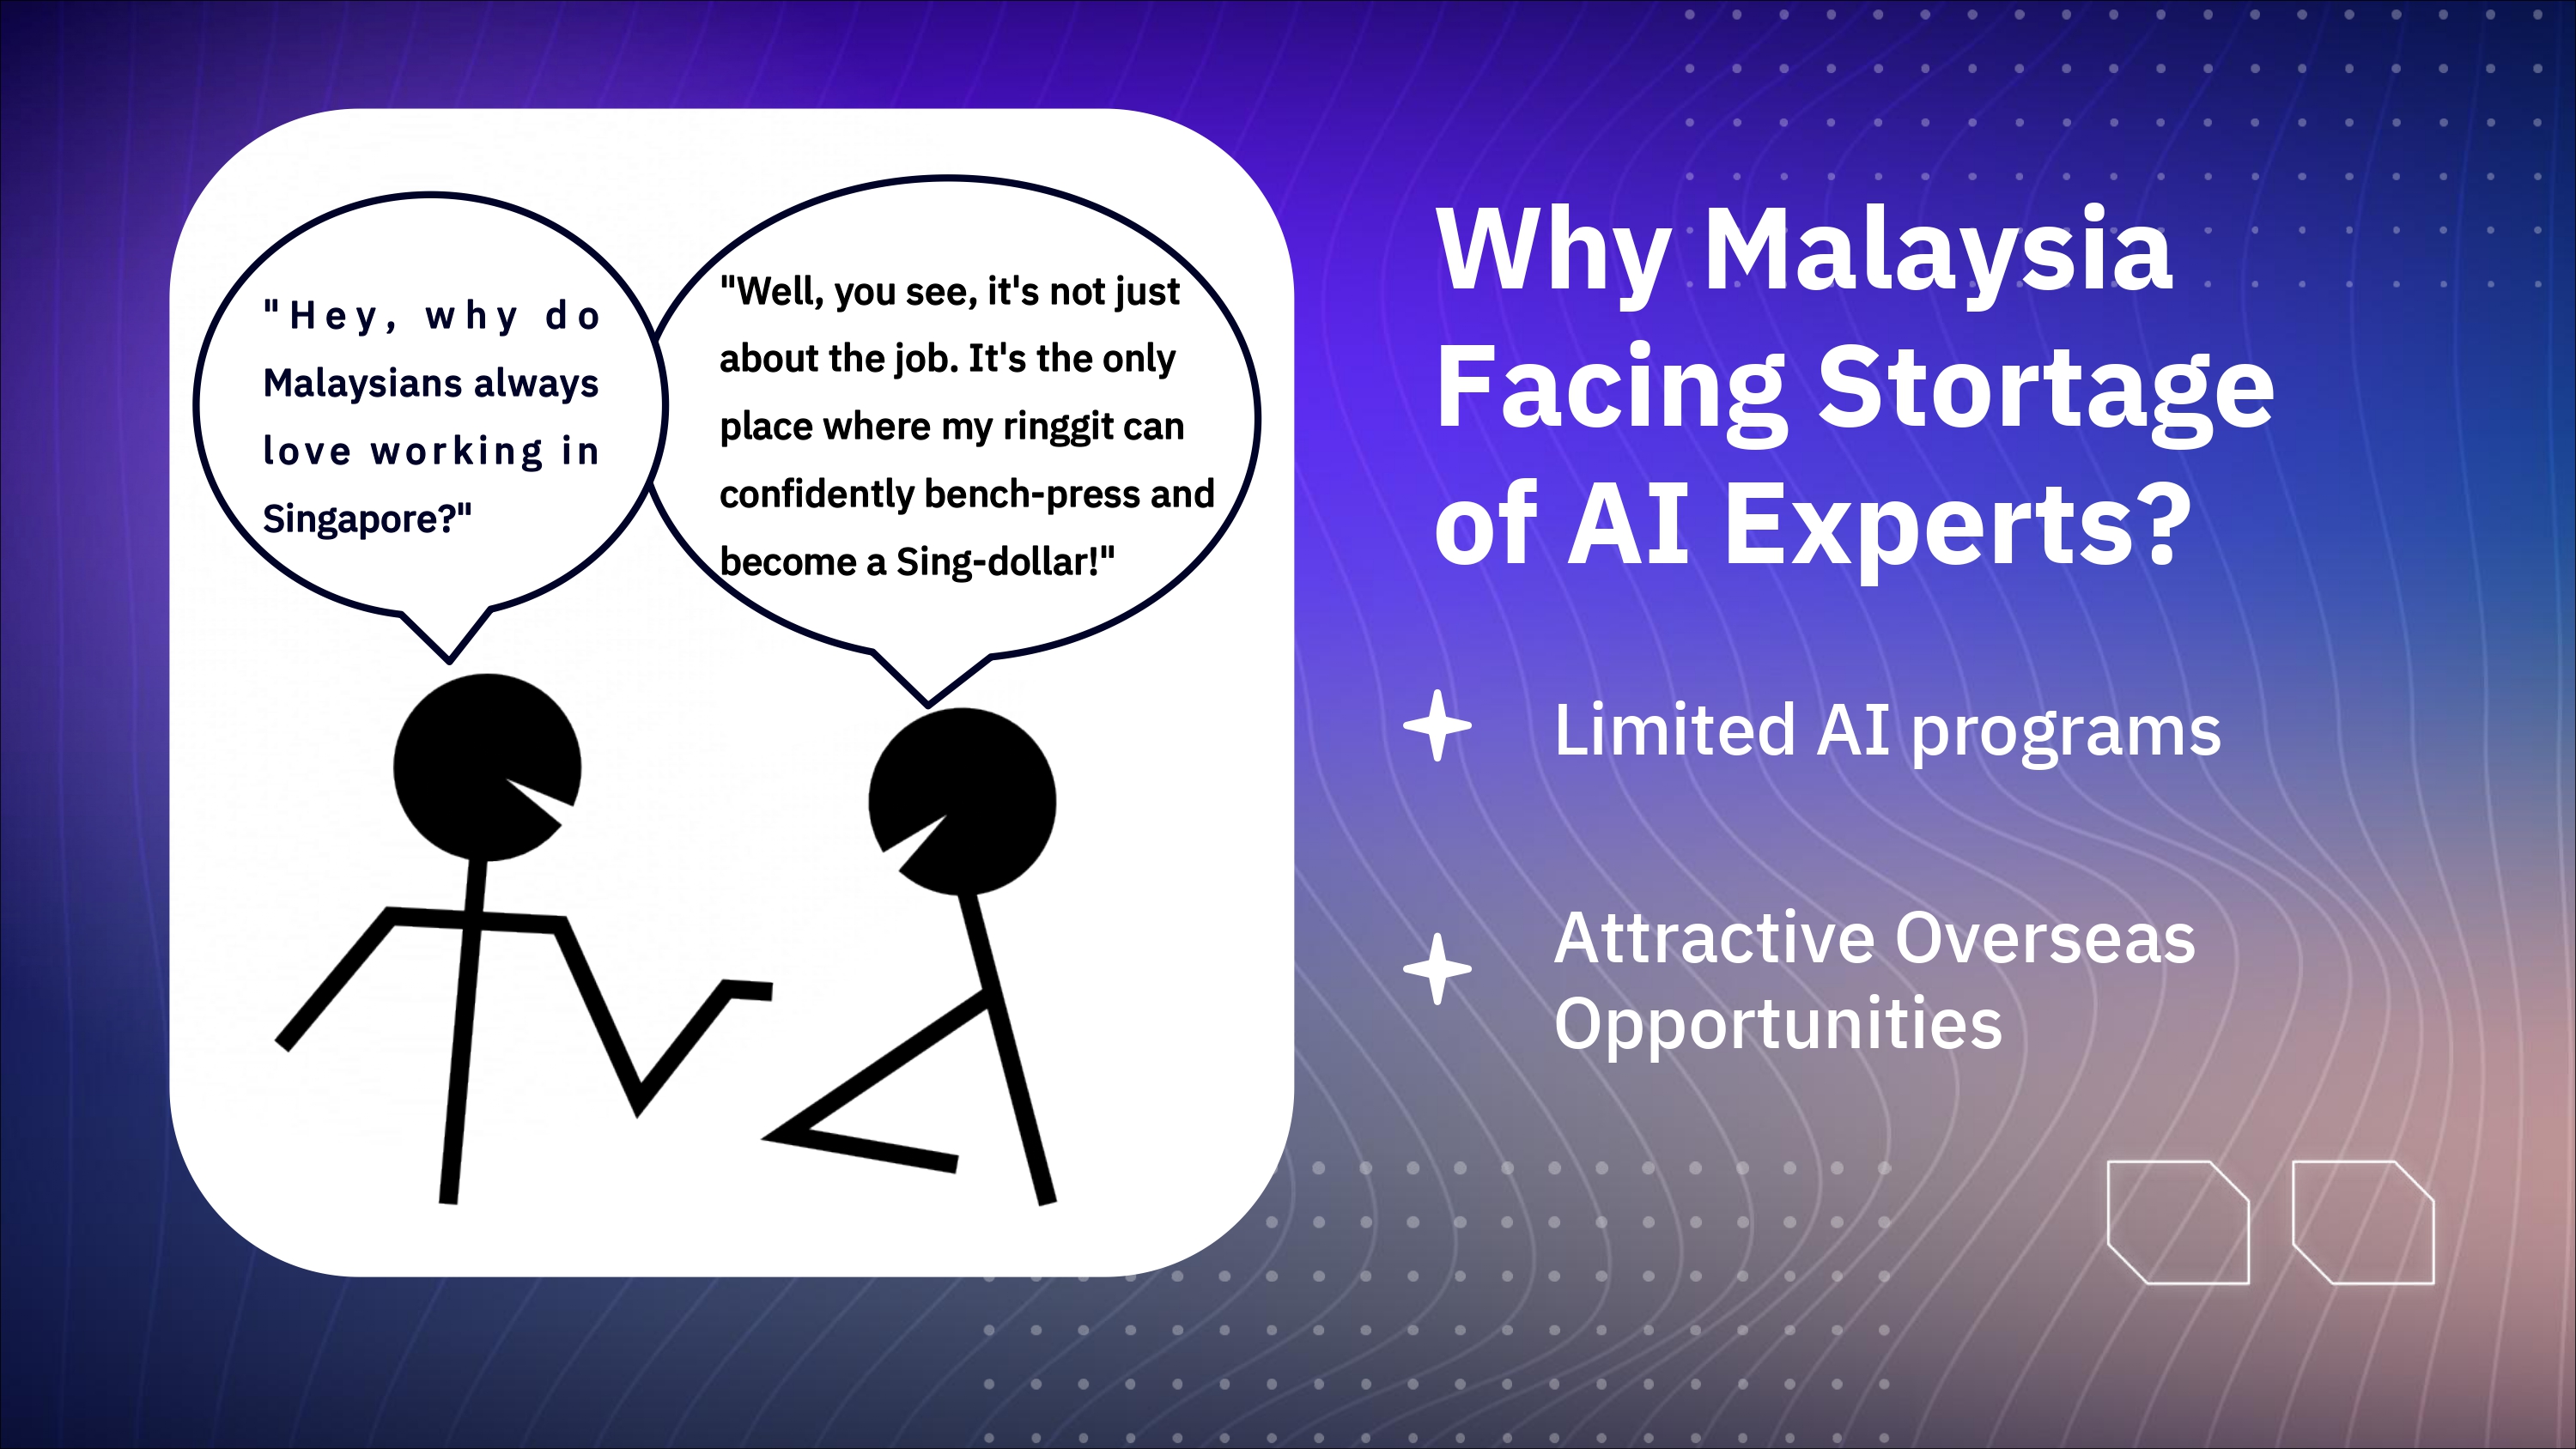 "Hey, why do
Malaysians always
love working in
Singapore?"
"Well, you see, it's not just
about the job. It's the only
place where my ringgit can
confidently bench-press and
become a Sing-dollar!"
Why Malaysia
Facing Stortage
of AI Experts?
Limited AI programs
Attractive Overseas
Opportunities